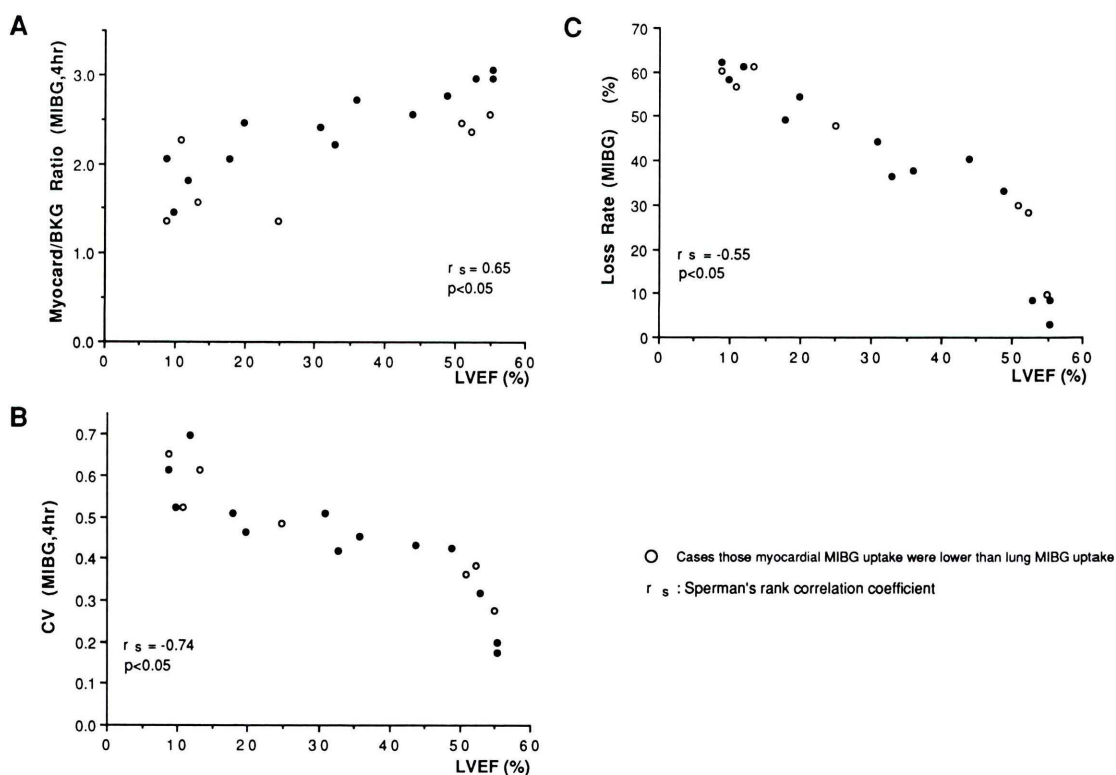 A
Myocard/BKG Ratio (MIBG,4hr)
3.0
2.0
1.0
0.0
r s = 0.65
p<0.05
0 10 20 30 40 50 60
LVEF (%)
B
CV (MIBG,4hr)
0.7
0.6
0.5
0.4
0.3
0.2
0.1
0.0
r s = -0.74
p<0.05
0 10 20 30 40 50 60
LVEF (%)
C
Loss Rate (MIBG) (%)
70
60
50
40
30
20
10
0
r s = -0.55
p<0.05
0 10 20 30 40 50 60
LVEF (%)
O Cases those myocardial MIBG uptake were lower than lung MIBG uptake
r s : Sperman's rank correlation coefficient